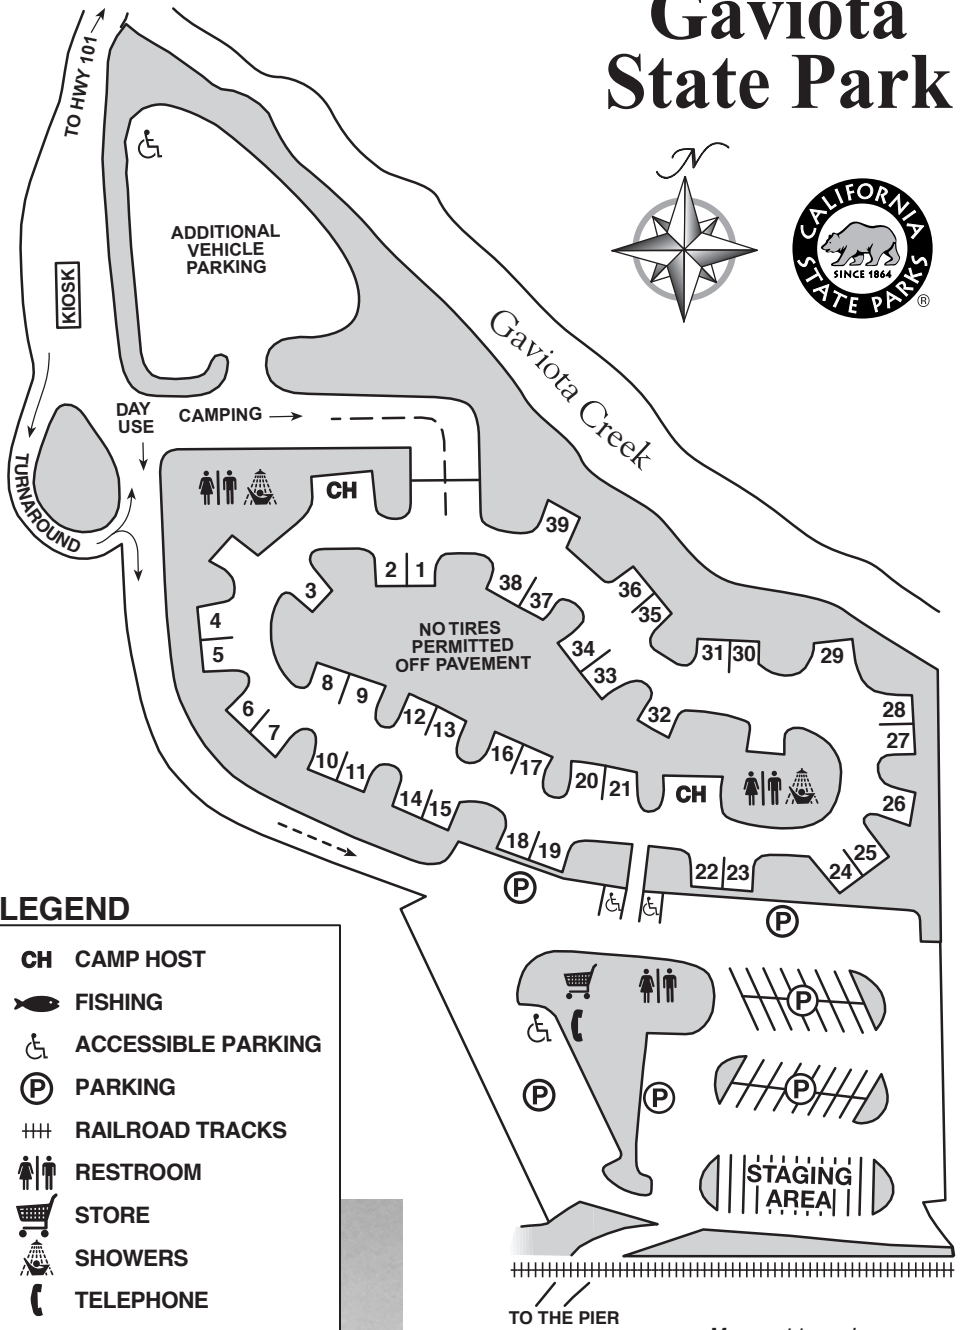 Gaviota
State Park
TO HWY 101
N
CALIFORNIA
STATE PARKS
SINCE 1864
®
ADDITIONAL
VEHICLE
PARKING
KIOSK
Gaviota Creek
DAY
USE
CAMPING
TURNAROUND
CH
39
2 1
3
38
37
36
35
4
5
NO TIRES
PERMITTED
OFF PAVEMENT
34
33
31 30
29
8 9
6
7
12 13
32
28
27
10 11
16 17
14 15
20 21
CH
26
18 19
22 23
24
25
P
P
P
P
P
P
STAGING
AREA
TO THE PIER
LEGEND
CH CAMP HOST
FISHING
ACCESSIBLE PARKING
P PARKING
RAILROAD TRACKS
RESTROOM
STORE
SHOWERS
TELEPHONE